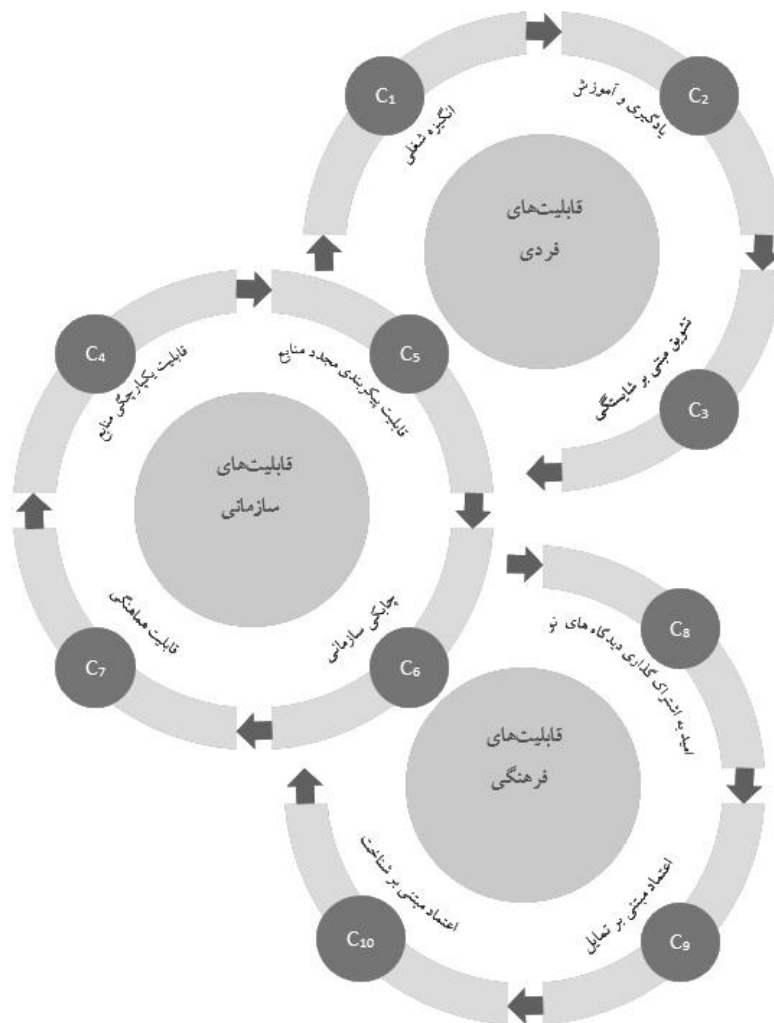 C₁
انگیزه شغلی
C₂
یادگیری و آموزش
قابلیت‌های
فردی
C₃
تشویق مبتنی بر شایستگی
C₄
قابلیت یکپارچگی منابع
C₅
قابلیت پیکربندی مجدد منابع
قابلیت‌های
سازمانی
C₆
چابکی سازمانی
C₇
قابلیت هماهنگی
C₈
امید به اشتراک گذاری دیدگاه های نو
قابلیت‌های
فرهنگی
C₉
اعتماد مبتنی بر تمایل
C₁₀
اعتماد مبتنی بر شناخت